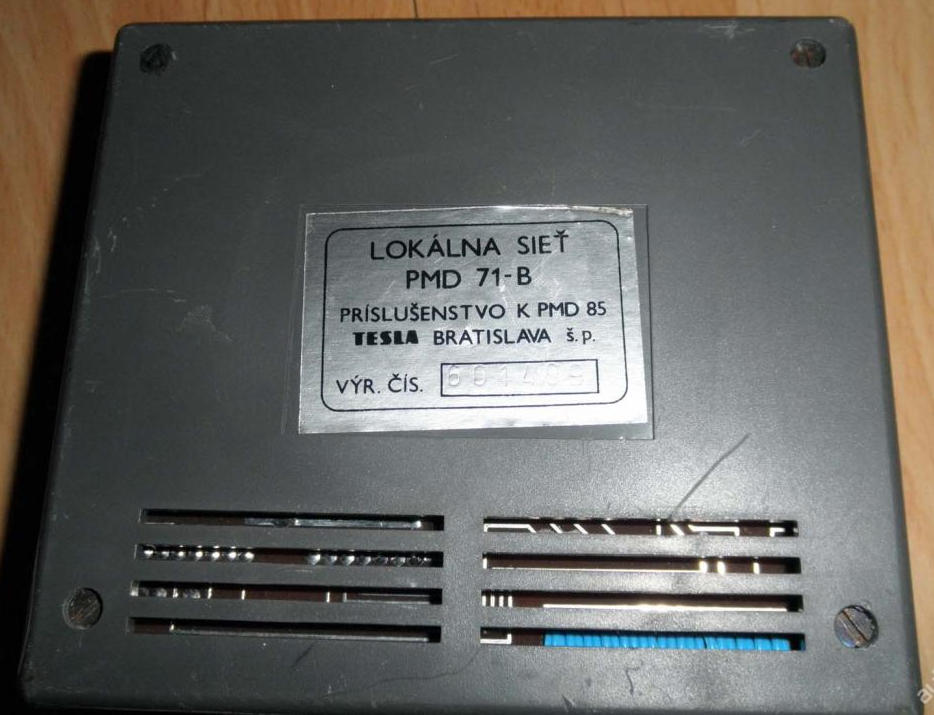 LOKÁLNA SIEŤ
PMD 71-B
PRÍSLUŠENSTVO K PMD 85
TESLA BRATISLAVA š.p.
VÝR. ČÍS.